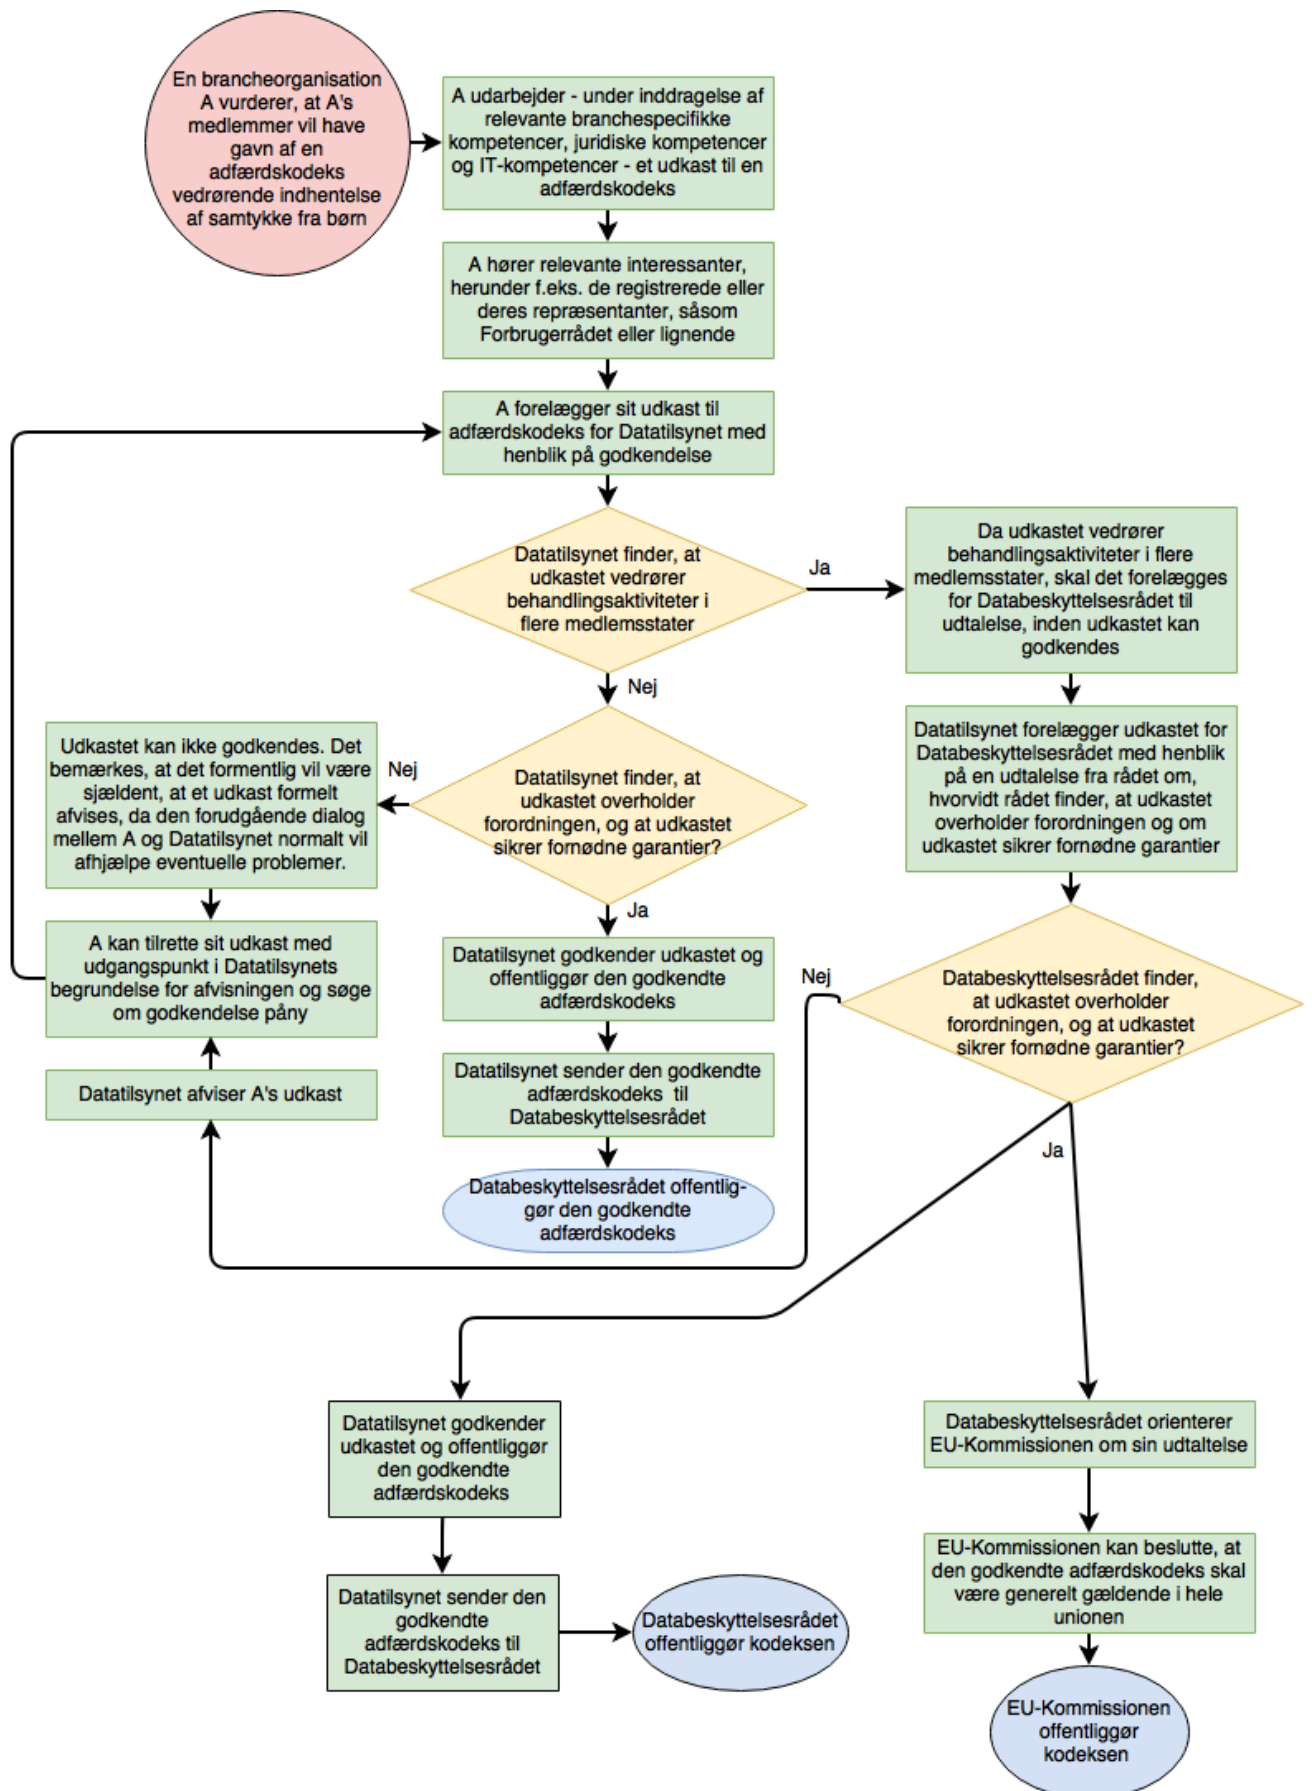 En brancheorganisation
A vurderer, at A's
medlemmer vil have
gavn af en
adfærdskodeks
vedrørende indhentelse
af samtykke fra børn
A udarbejder - under inddragelse af
relevante branchespecifikke
kompetencer, juridiske kompetencer
og IT-kompetencer - et udkast til en
adfærdskodeks
A hører relevante interessanter,
herunder f.eks. de registrerede eller
deres repræsentanter, såsom
Forbrugerrådet eller lignende
A forelægger sit udkast til
adfærdskodeks for Datatilsynet med
henblik på godkendelse
Datatilsynet finder, at
udkastet vedrører
behandlingsaktiviteter i
flere medlemsstater
Ja
Da udkastet vedrører
behandlingsaktiviteter i flere
medlemsstater, skal det forelægges
for Databeskyttelsesrådet til
udtalelse, inden udkastet kan
godkendes
Nej
Datatilsynet forelægger udkastet for
Databeskyttelsesrådet med henblik
på en udtalelse fra rådet om,
hvorvidt rådet finder, at udkastet
overholder forordningen og om
udkastet sikrer fornødne garantier
Datatilsynet finder, at
udkastet overholder
forordningen, og at udkastet
sikrer fornødne garantier?
Nej
Udkastet kan ikke godkendes. Det
bemærkes, at det formentlig vil være
sjældent, at et udkast formelt
afvises, da den forudgående dialog
mellem A og Datatilsynet normalt vil
afhjælpe eventuelle problemer.
Ja
A kan tilrette sit udkast med
udgangspunkt i Datatilsynets
begrundelse for afvisningen og søge
om godkendelse påny
Datatilsynet godkender udkastet og
offentliggør den godkendte
adfærdskodeks
Nej
Databeskyttelsesrådet finder,
at udkastet overholder
forordningen, og at udkastet
sikrer fornødne garantier?
Datatilsynet afviser A's udkast
Datatilsynet sender den godkendte
adfærdskodeks til
Databeskyttelsesrådet
Ja
Databeskyttelsesrådet offentlig-
gør den godkendte
adfærdskodeks
Datatilsynet godkender
udkastet og offentliggør
den godkendte
adfærdskodeks
Databeskyttelsesrådet orienterer
EU-Kommissionen om sin udtaltelse
Datatilsynet sender den
godkendte
adfærdskodeks til
Databeskyttelsesrådet
Databeskyttelsesrådet
offentliggør kodeksen
EU-Kommissionen kan beslutte, at
den godkendte adfærdskodeks skal
være generelt gældende i hele
unionen
EU-Kommissionen
offentliggør
kodeksen